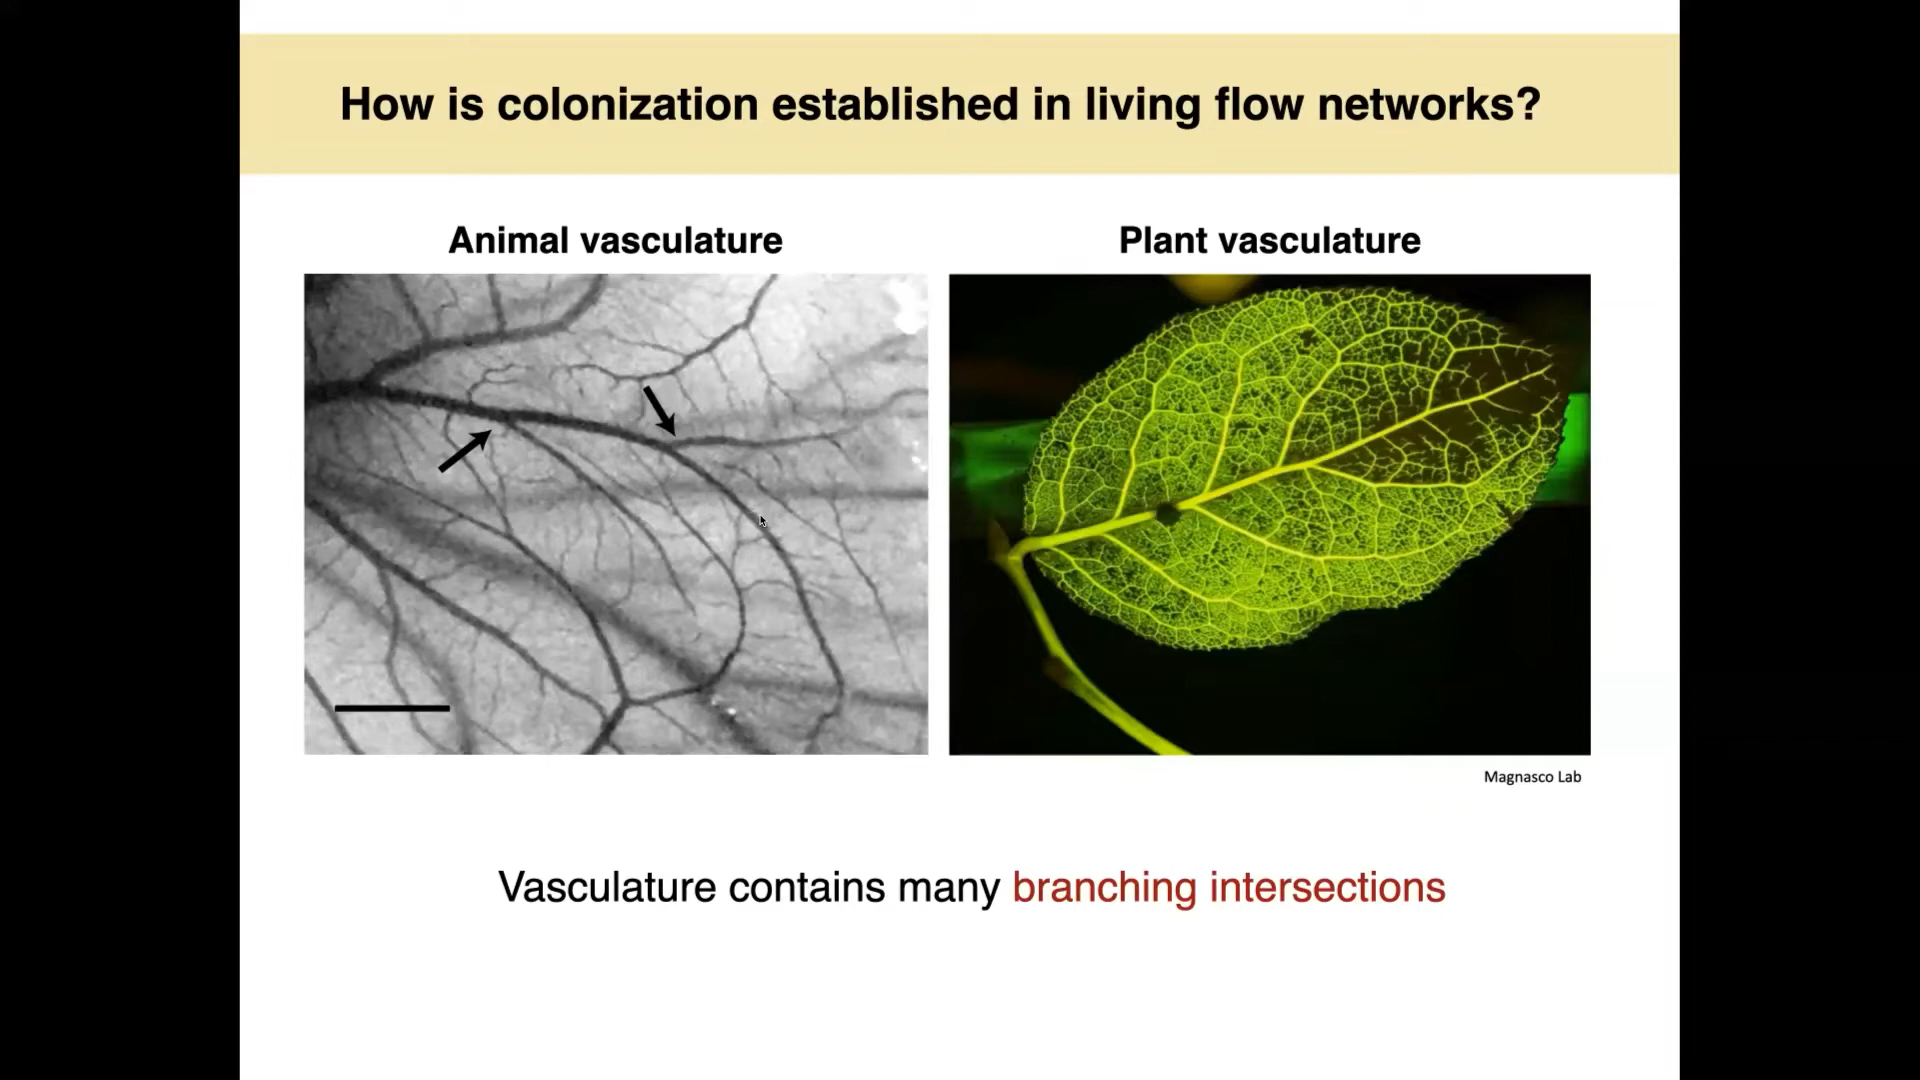 How is colonization established in living flow networks?
Animal vasculature
Plant vasculature
Magnasco Lab
Vasculature contains many branching intersections